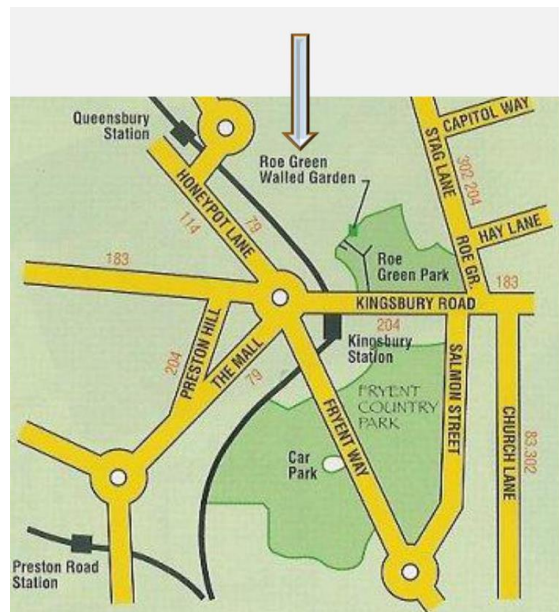 Queensbury
Station
Roe Green
Walled Garden
CAPITOL WAY
STAG LANE
302 204
HONEYPOT LANE
79
114
HAY LANE
ROE GR.
Roe
Green Park
183
183
KINGSBURY ROAD
204
Kingsbury
Station
PRESTON HILL
204
THE MALL
79
FRYENT
COUNTRY
PARK
SALMON STREET
FRYENT WAY
CHURCH LANE
83,302
Car
Park
Preston Road
Station